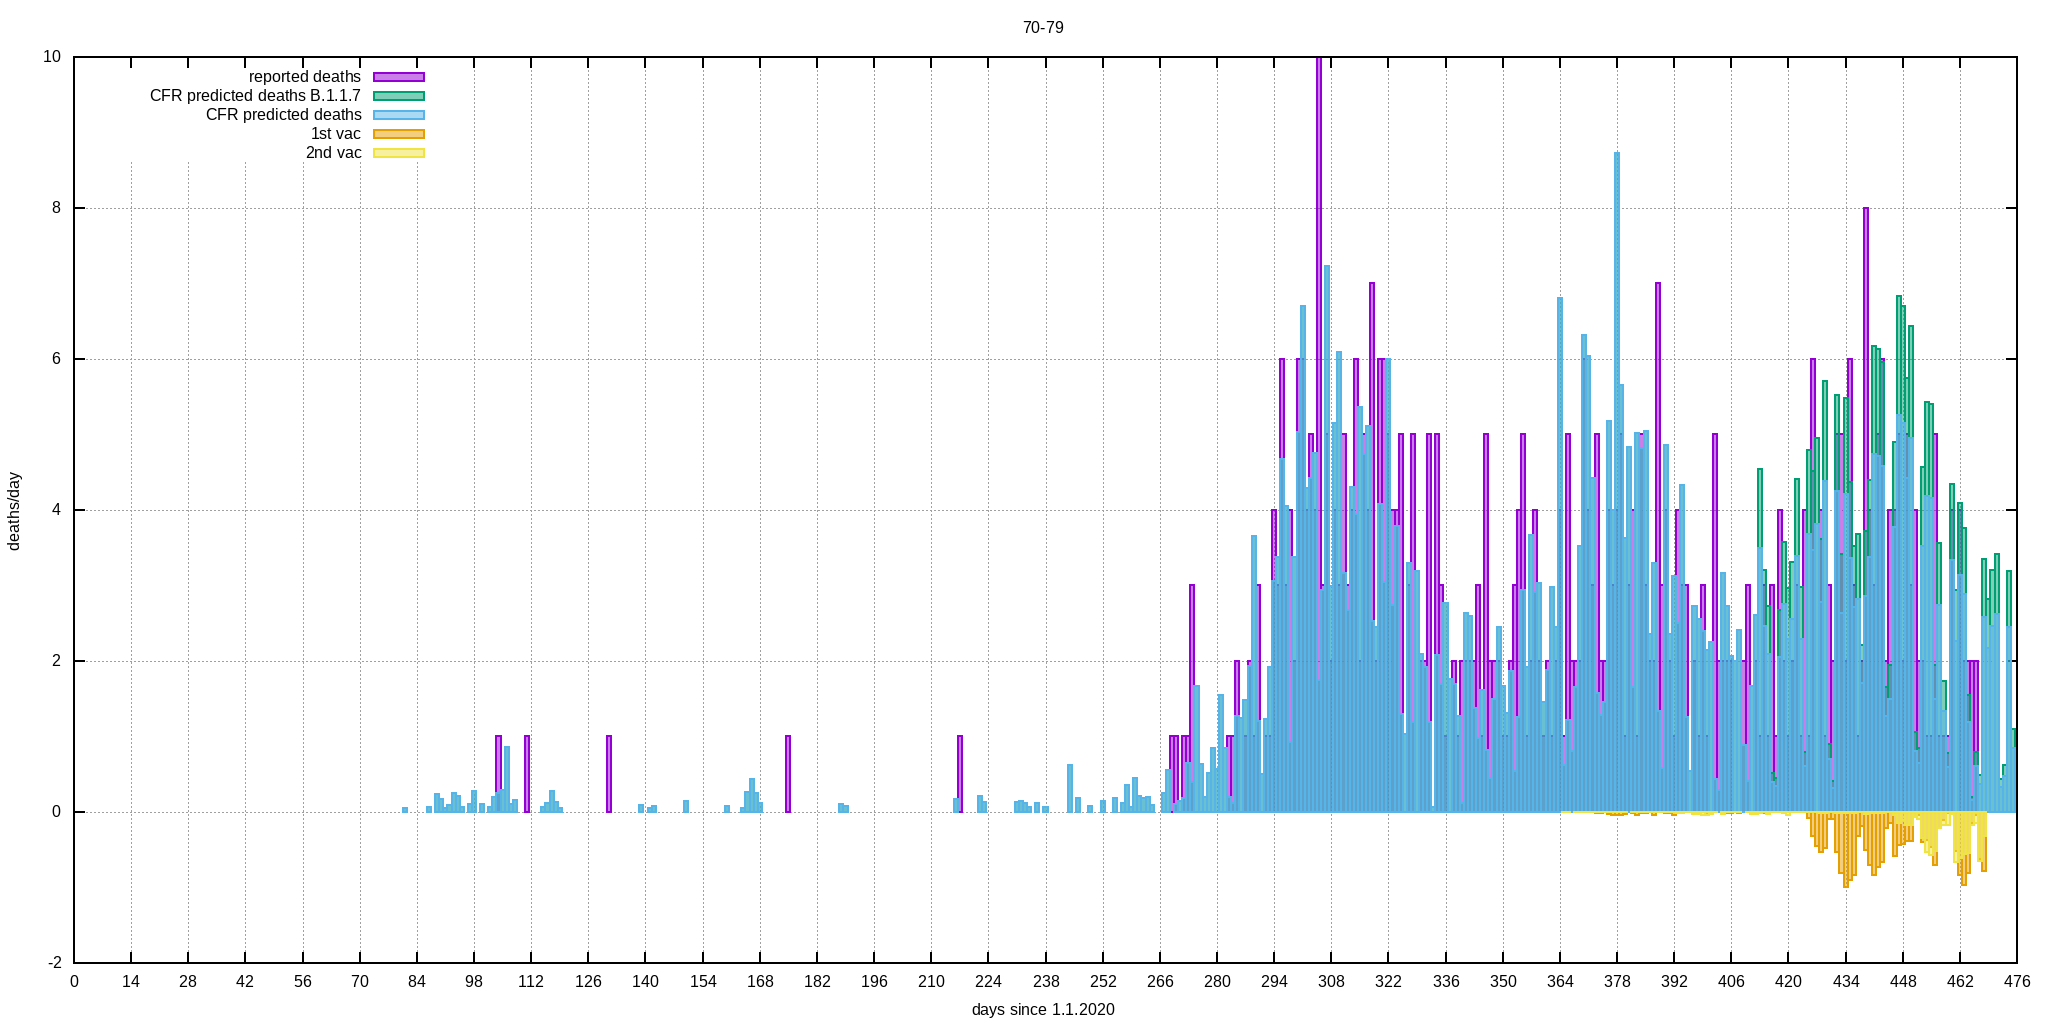 70-79
reported deaths
CFR predicted deaths B.1.1.7
CFR predicted deaths
1st vac
2nd vac
10
8
6
4
2
0
-2
deaths/day
0 14 28 42 56 70 84 98 112 126 140 154 168 182 196 210 224 238 252 266 280 294 308 322 336 350 364 378 392 406 420 434 448 462 476
days since 1.1.2020